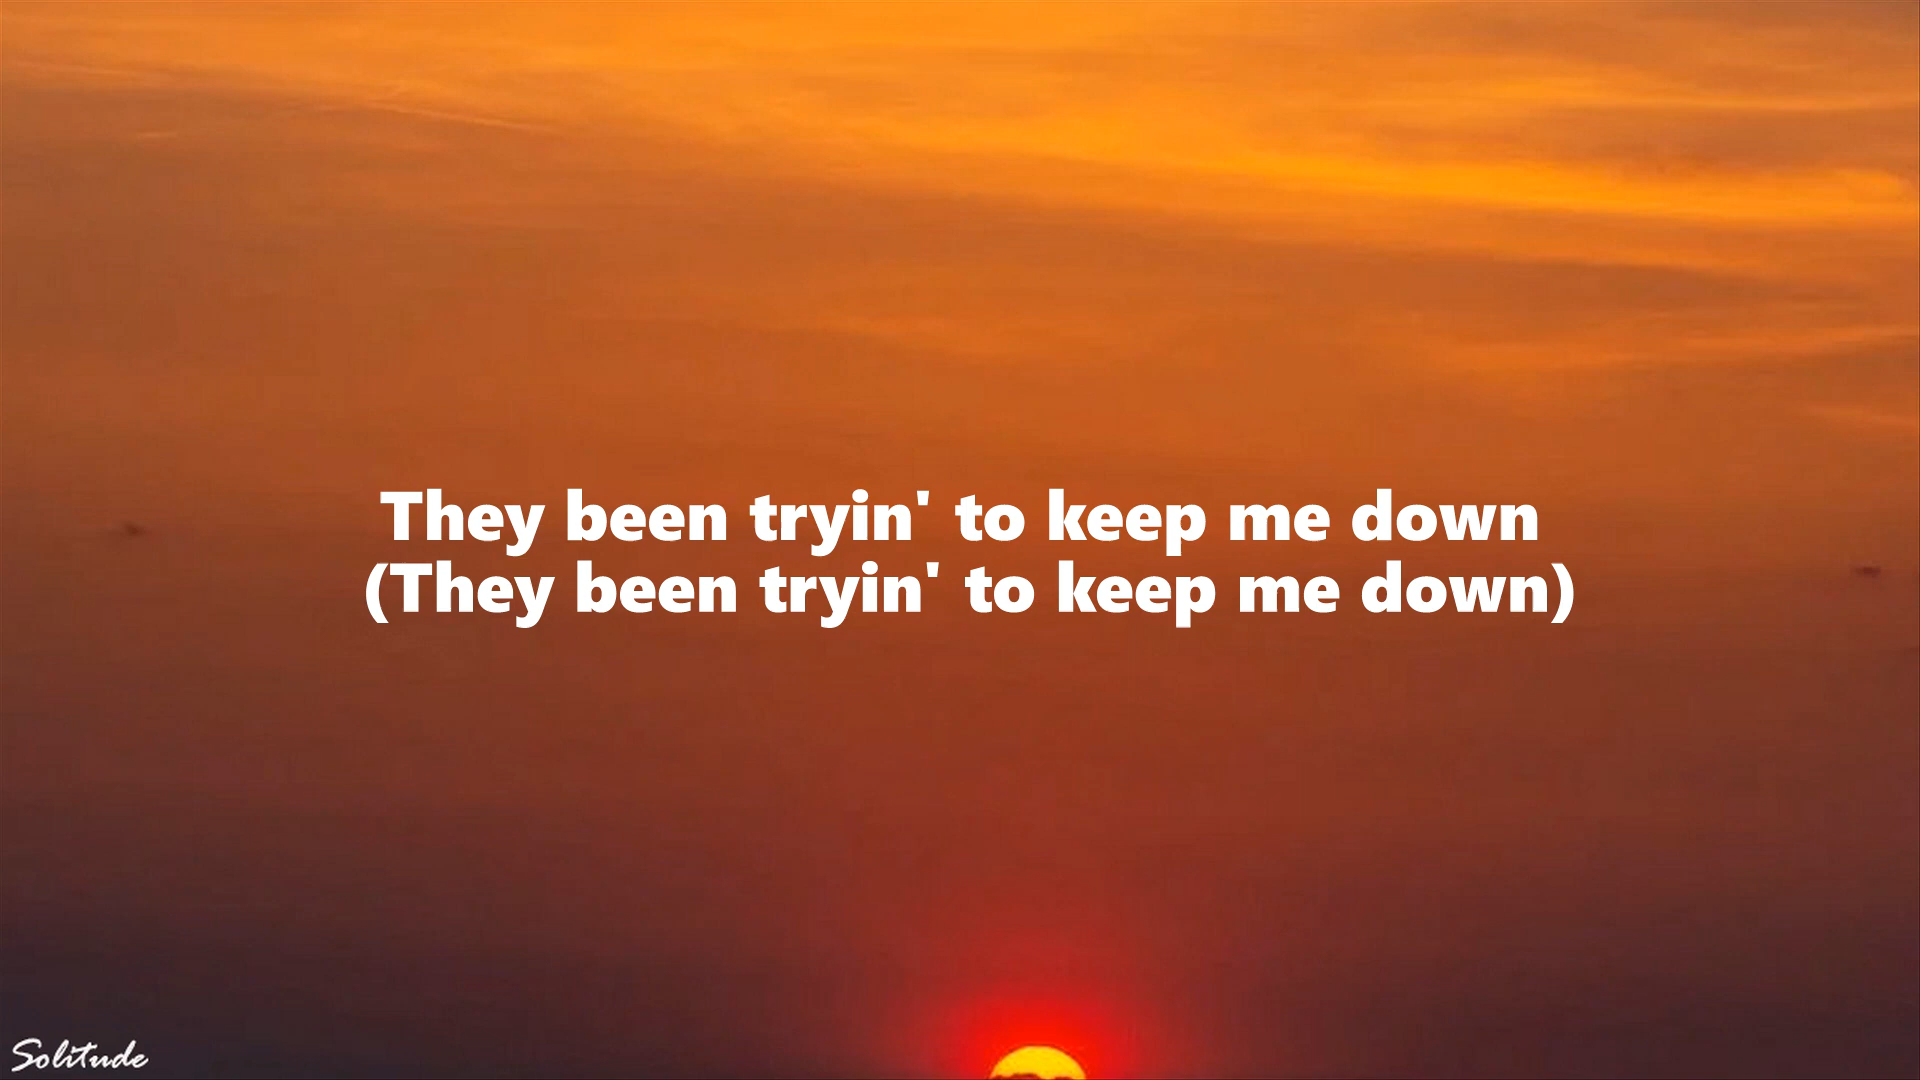 They been tryin' to keep me down
(They been tryin' to keep me down)
Solitude